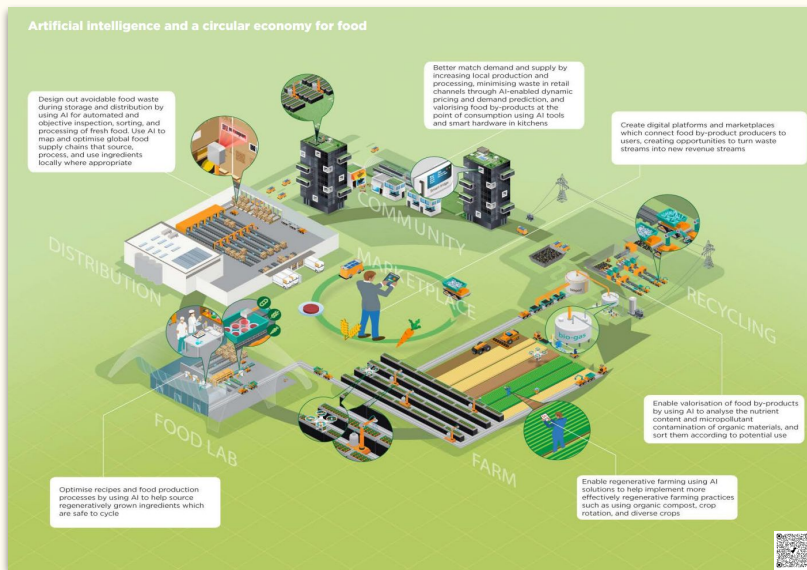 Artificial intelligence and a circular economy for food
Design out avoidable food waste
during storage and distribution by
using AI for automated and
objective inspection, sorting, and
processing of fresh food. Use AI to
map and optimise global food
supply chains that source,
process, and use ingredients
locally where appropriate
Better match demand and supply by
increasing local production and
processing, minimising waste in retail
channels through AI-enabled dynamic
pricing and demand prediction, and
valorising food by-products at the
point of consumption using AI tools
and smart hardware in kitchens
Create digital platforms and marketplaces
which connect food by-product producers to
users, creating opportunities to turn waste
streams into new revenue streams
COMMUNITY
DISTRIBUTION
MARKETPLACE
RECYCLING
bio-gas
FOOD LAB
FARM
Enable valorisation of food by-products
by using AI to analyse the nutrient
content and micropollutant
contamination of organic materials, and
sort them according to potential use
Optimise recipes and food production
processes by using AI to help source
regeneratively grown ingredients which
are safe to cycle
Enable regenerative farming using AI
solutions to help implement more
effectively regenerative farming practices
such as using organic compost, crop
rotation, and diverse crops